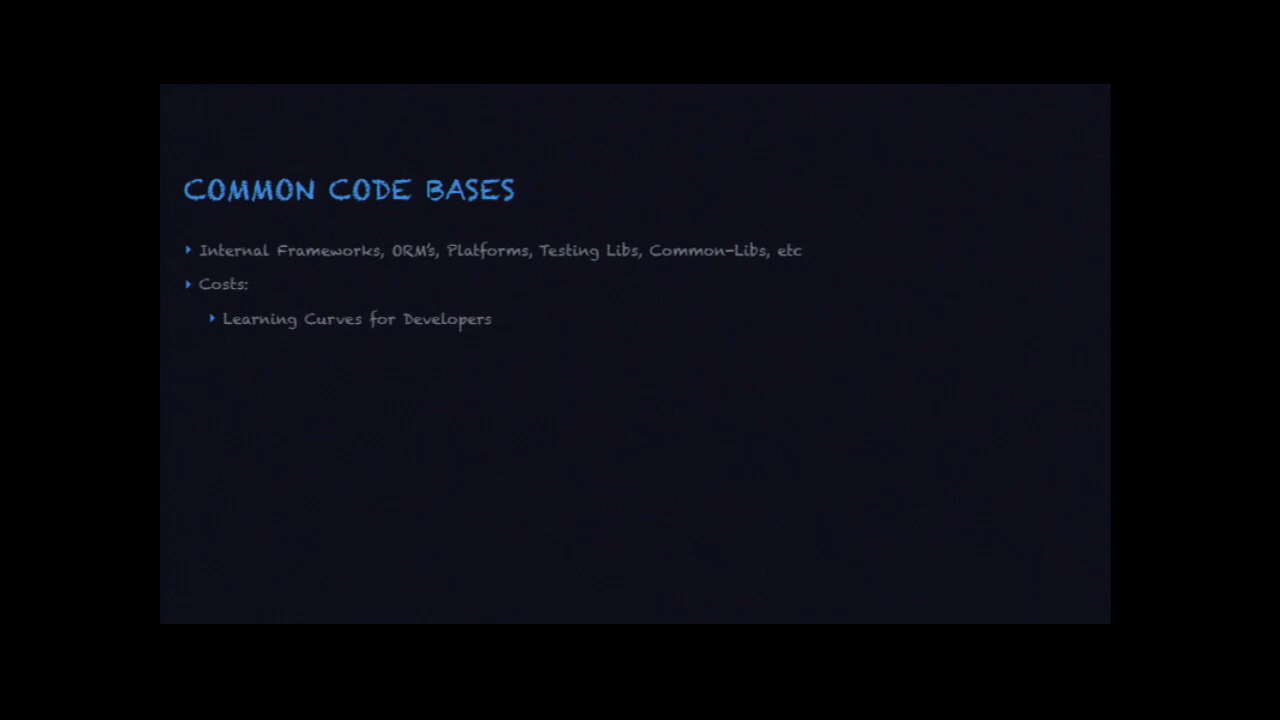 COMMON CODE BASES
Internal Frameworks, ORM's, Platforms, Testing Libs, Common-Libs, etc
Costs:
Learning Curves for Developers